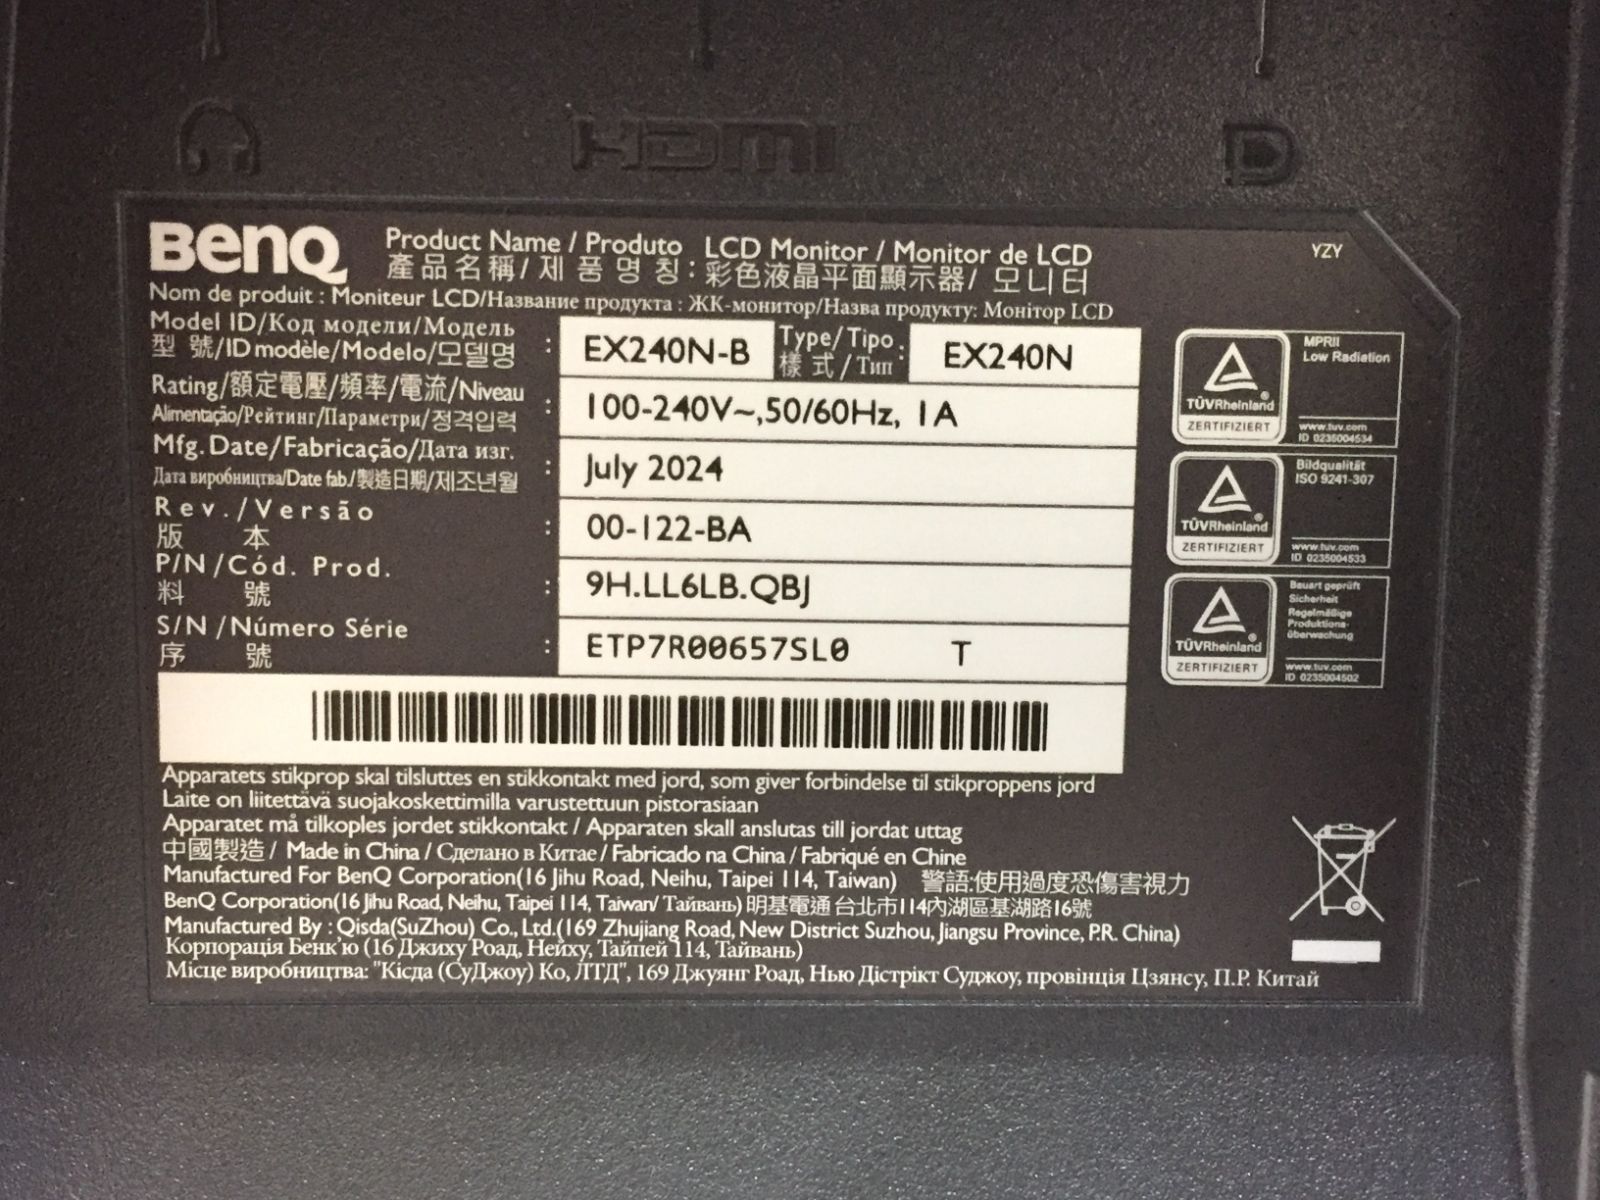 HDMI
BenQ
YZY
Product Name / Produto LCD Monitor / Monitor de LCD
產品名稱/제품명칭:彩色液晶平面顯示器/모니터
Nom de produit : Moniteur LCD/Название продукта : ЖК-монитор/Назва продукту: Монітор LCD
Model ID/Код модели/Модель
型 號/ID modèle/Modelo/모델명
: EX240N-B
Type/Tipo
樣式/Тип
: EX240N
Rating/額定電壓/頻率/電流/Niveau
Alimentação/Рейтинг/Параметри/정격입력
: 100-240V~,50/60Hz, 1A
Mfg. Date/Fabricação/Дата изг.
Дата виробництва/Date fab./製造日期/제조년월
: July 2024
Rev./Versão
版 本
: 00-122-BA
P/N/Cód. Prod.
料 號
: 9H.LL6LB.QBJ
S/N/Número Série
序 號
: ETP7R00657SL0 T
Apparatets stikprop skal tilsluttes en stikkontakt med jord, som giver forbindelse til stikproppens jord
Laite on liitettävä suojakoskettimilla varustettuun pistorasiaan
Apparatet må tilkoples jordet stikkontakt / Apparaten skall anslutas till jordat uttag
中國製造 / Made in China / Сделано в Китае / Fabricado na China / Fabriqué en Chine
Manufactured For BenQ Corporation(16 Jihu Road, Neihu, Taipei 114, Taiwan) 警語:使用過度恐傷害視力
BenQ Corporation(16 Jihu Road, Neihu, Taipei 114, Taiwan/ Тайвань) 明基電通 台北市114內湖區基湖路16號
Manufactured By : Qisda(SuZhou) Co., Ltd.(169 Zhujiang Road, New District Suzhou, Jiangsu Province, P.R. China)
Корпорація Бенк'ю (16 Джиху Роад, Нейху, Тайпей 114, Тайвань)
Місце виробництва: "Кісда (СуДжоу) Ко, ЛТД", 169 Джуянг Роад, Нью Дістрікт Суджоу, провінція Цзянсу, П.Р. Китай
TÜVRheinland
ZERTIFIZIERT
MPRII
Low Radiation
www.tuv.com
ID 0235004534
TÜVRheinland
ZERTIFIZIERT
Bildqualität
ISO 9241-307
www.tuv.com
ID 0235004533
TÜVRheinland
ZERTIFIZIERT
Bauart geprüft
Sicherheit
Regelmäßige
Produktions-
überwachung
www.tuv.com
ID 0235004502